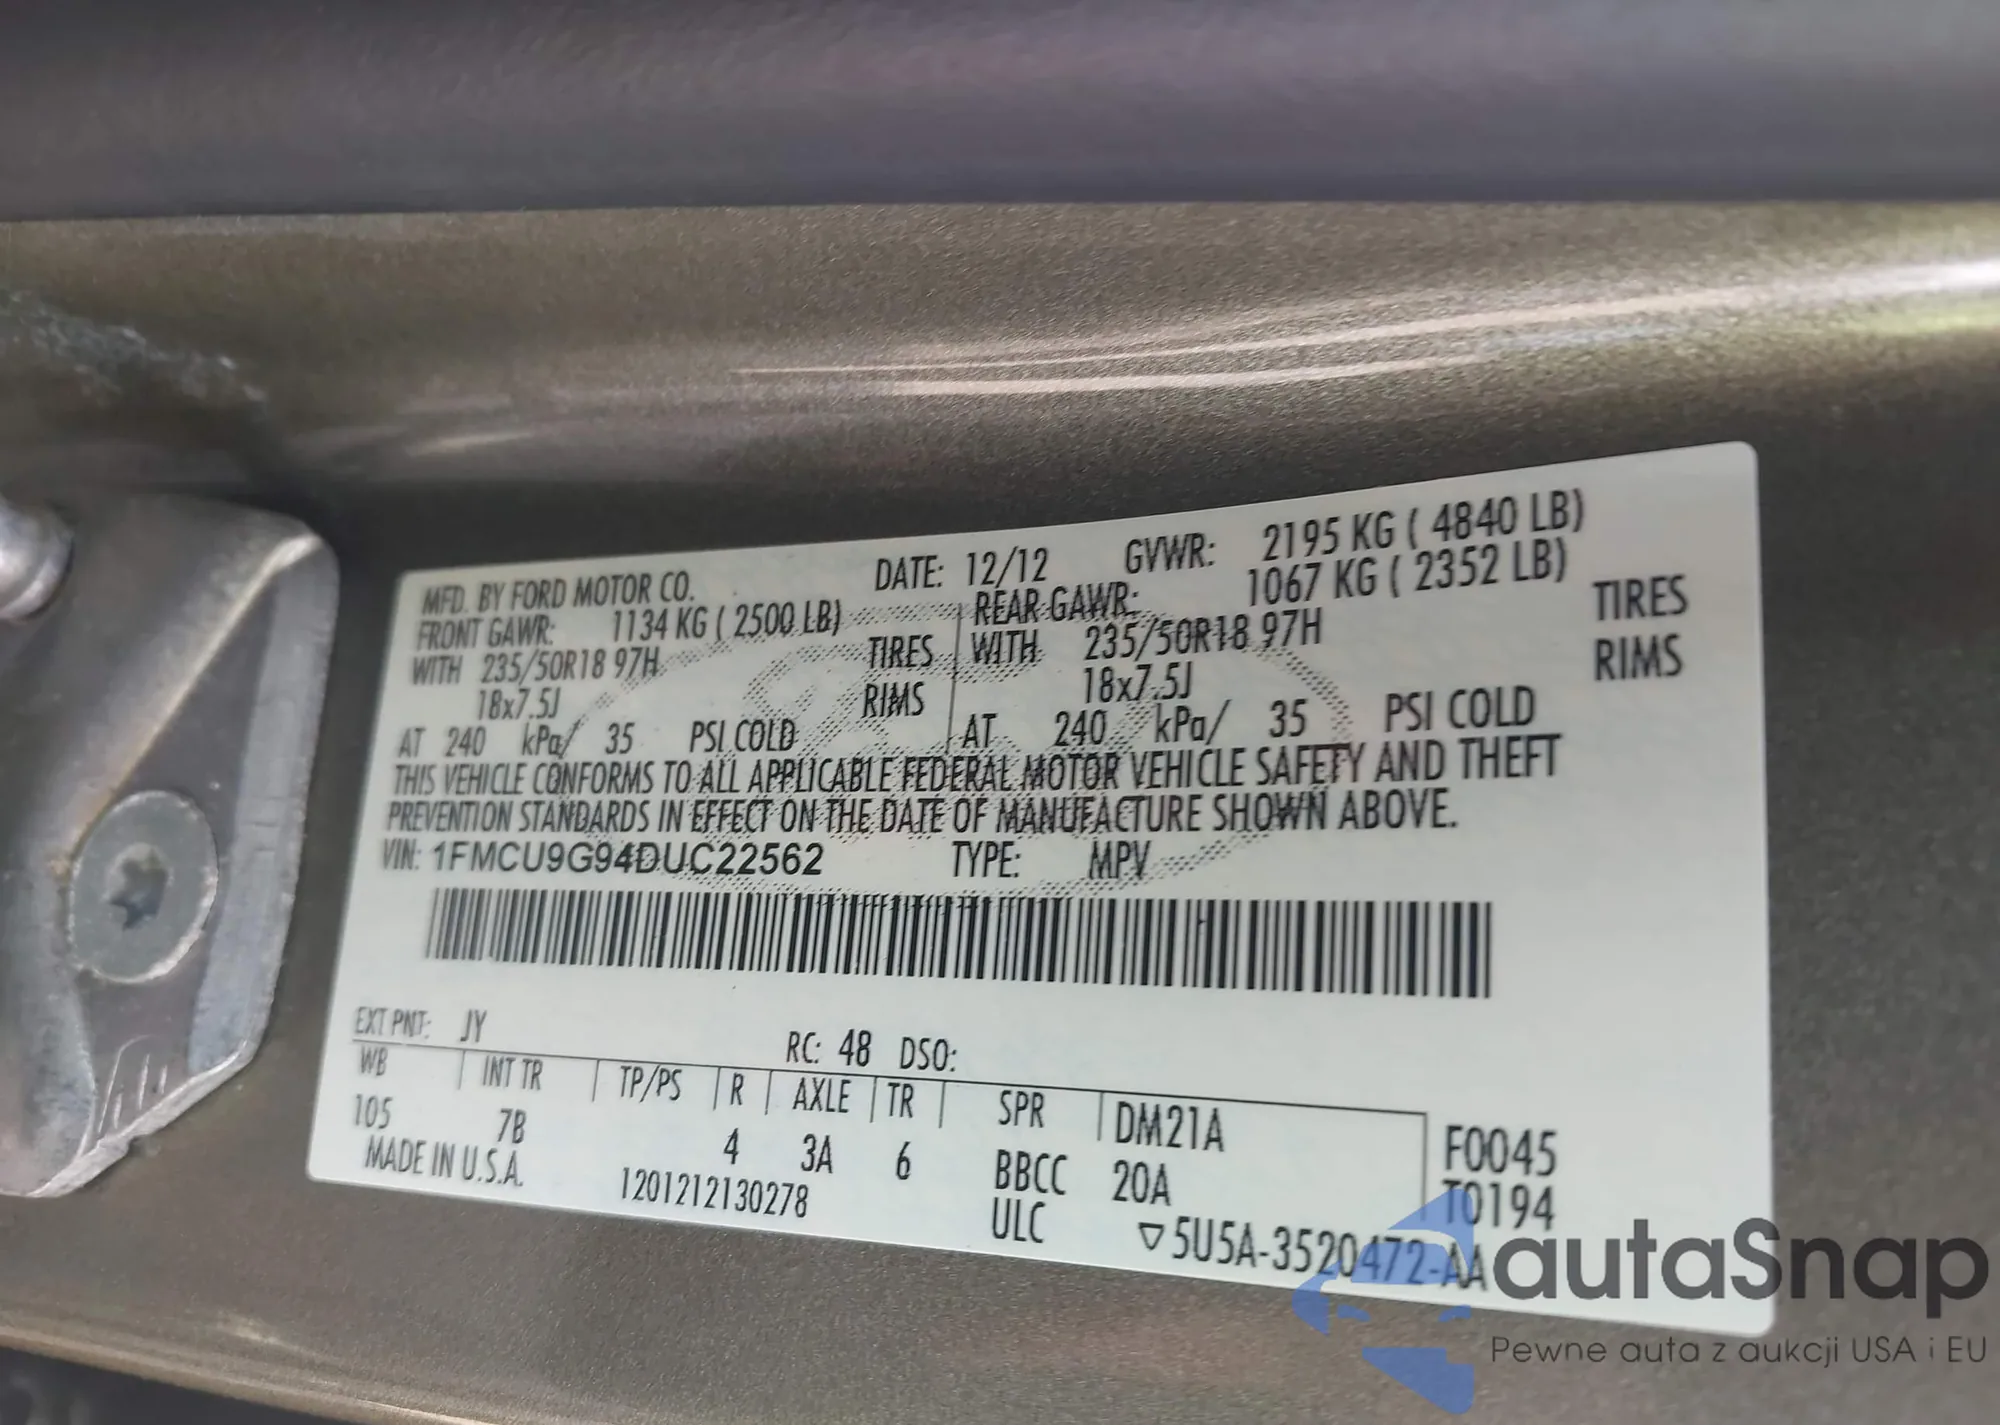 MFD. BY FORD MOTOR CO. DATE: 12/12 GVWR: 2195 KG ( 4840 LB)
FRONT GAWR: 1134 KG ( 2500 LB) REAR GAWR: 1067 KG ( 2352 LB)
WITH 235/50R18 97H TIRES WITH 235/50R18 97H TIRES
18x7.5J RIMS 18x7.5J RIMS
AT 240 kPa/ 35 PSI COLD AT 240 kPa/ 35 PSI COLD
THIS VEHICLE CONFORMS TO ALL APPLICABLE FEDERAL MOTOR VEHICLE SAFETY AND THEFT
PREVENTION STANDARDS IN EFFECT ON THE DATE OF MANUFACTURE SHOWN ABOVE.
VIN: 1FMCU9G94DUC22562 TYPE: MPV
EXT PNT: JY RC: 48 DSO:
WB INT TR TP/PS R AXLE TR SPR DM21A F0045
105 7B 4 3A 6 BBCC 20A T0194
MADE IN U.S.A. 1201212130278 ULC ▽5U5A-3520472-AA
autaSnap
Pewne auta z aukcji USA i EU